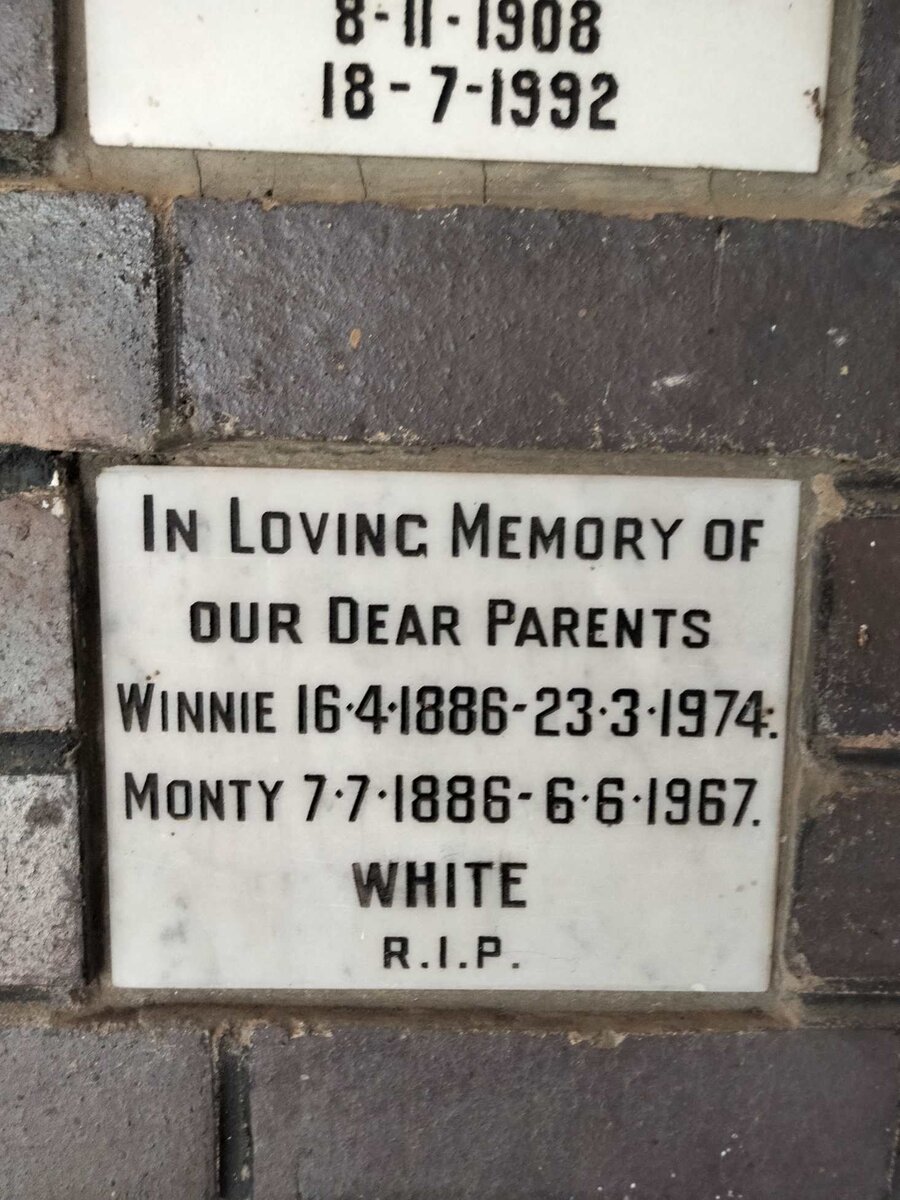 8-11-1908
18-7-1992
IN LOVING MEMORY OF
OUR DEAR PARENTS
WINNIE 16·4·1886-23·3·1974.
MONTY 7·7·1886-6·6·1967.
WHITE
R.I.P.